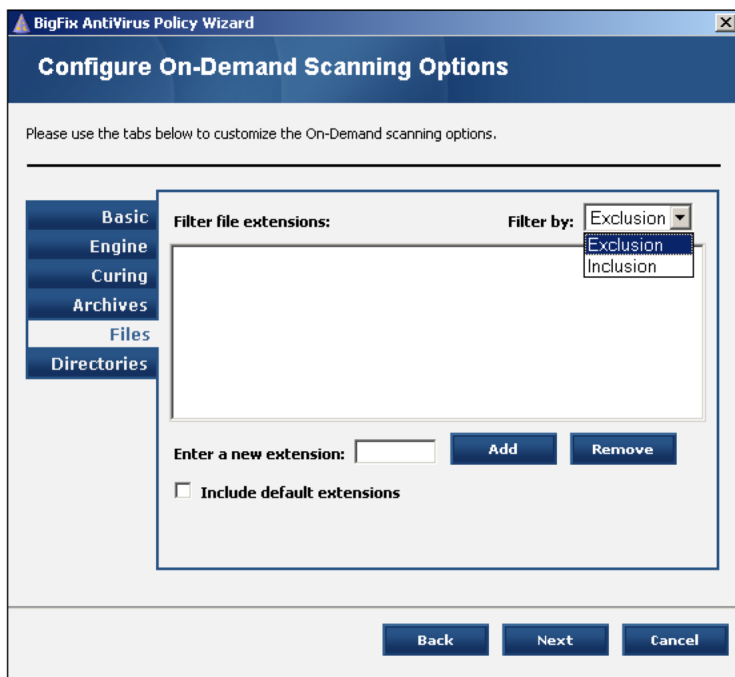 BigFix AntiVirus Policy Wizard
Configure On-Demand Scanning Options
Please use the tabs below to customize the On-Demand scanning options.
Basic
Engine
Curing
Archives
Files
Directories
Filter file extensions:
Filter by: Exclusion
Exclusion
Inclusion
Enter a new extension:
Add
Remove
Include default extensions
Back
Next
Cancel